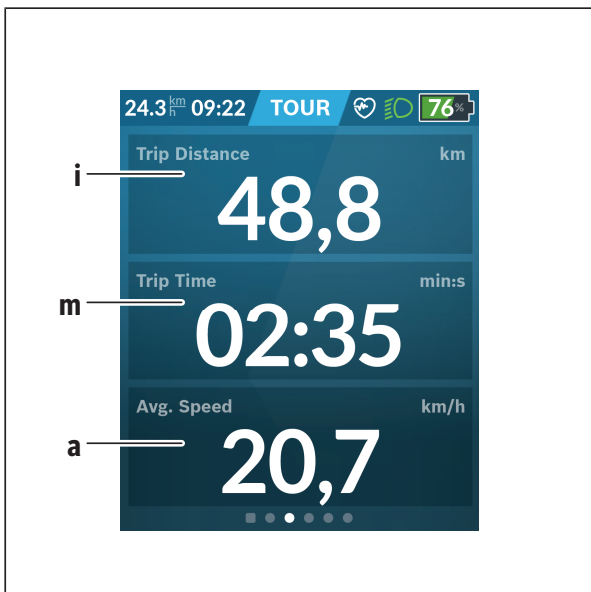 24.3 km/h 09:22 TOUR 76%
Trip Distance km
i
48,8
Trip Time min:s
m
02:35
Avg. Speed km/h
a
20,7